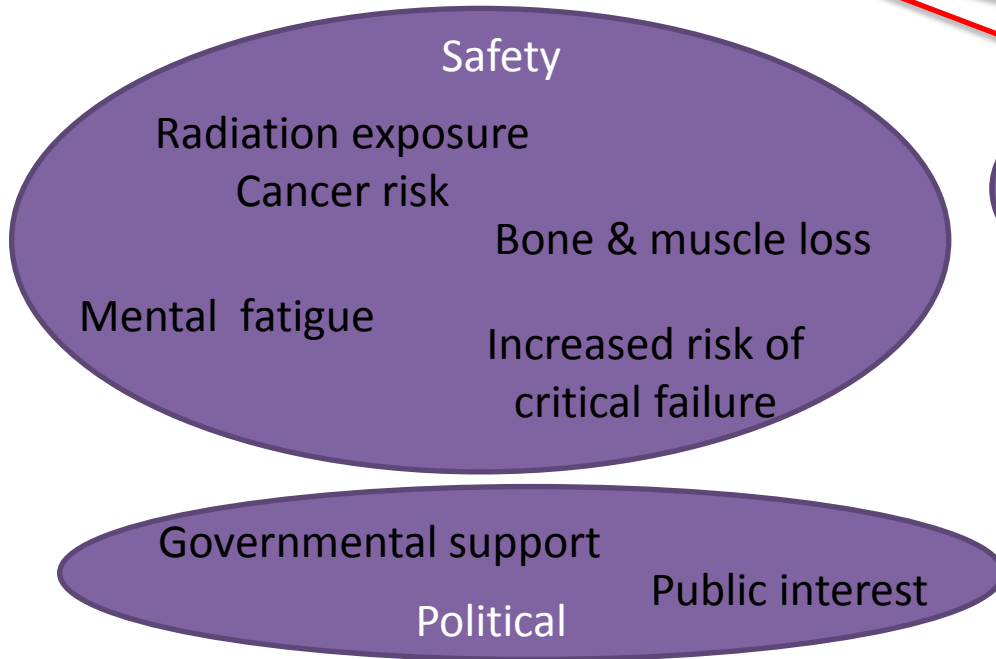 Safety
Radiation exposure
Cancer risk
Bone & muscle loss
Mental  fatigue
Increased risk of
critical failure
Governmental support
Public interest
Political